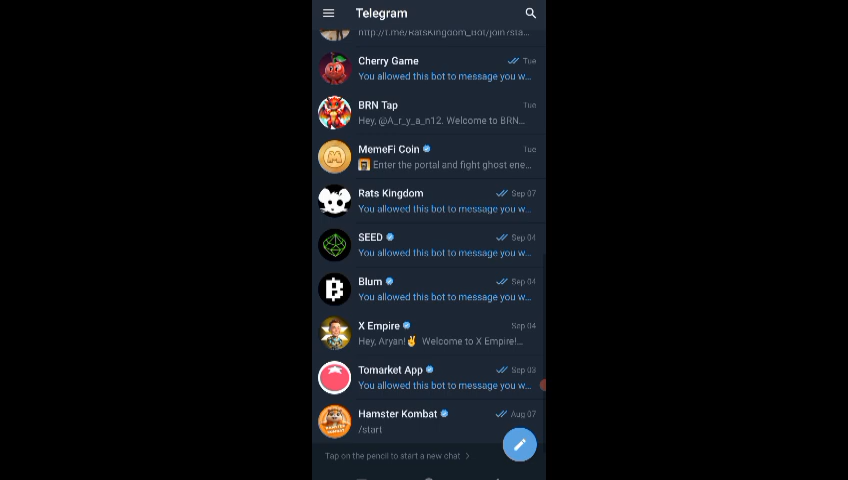 Telegram
http://t.me/RatsKingdom_Bot/join?sta...
Cherry Game
Tue
You allowed this bot to message you w...
BRN Tap
Tue
Hey, @A_r_y_a_n12. Welcome to BRN...
MemeFi Coin
Tue
Enter the portal and fight ghost ene...
Rats Kingdom
Sep 07
You allowed this bot to message you w...
SEED
Sep 04
You allowed this bot to message you w...
Blum
Sep 04
You allowed this bot to message you w...
X Empire
Sep 04
Hey, Aryan!✌ Welcome to X Empire!...
Tomarket App
Sep 03
You allowed this bot to message you w...
Hamster Kombat
Aug 07
/start
Tap on the pencil to start a new chat >